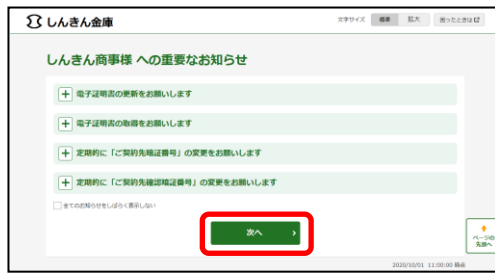 しんきん金庫
文字サイズ 標準 拡大 困ったときは
しんきん商事様 への重要なお知らせ
電子証明書の更新をお願いします
電子証明書の取得をお願いします
定期的に「ご契約先暗証番号」の変更をお願いします
定期的に「ご契約先確認暗証番号」の変更をお願いします
全てのお知らせをしばらく表示しない
次へ
ページの
先頭へ
2020/10/01 11:00:00 時点